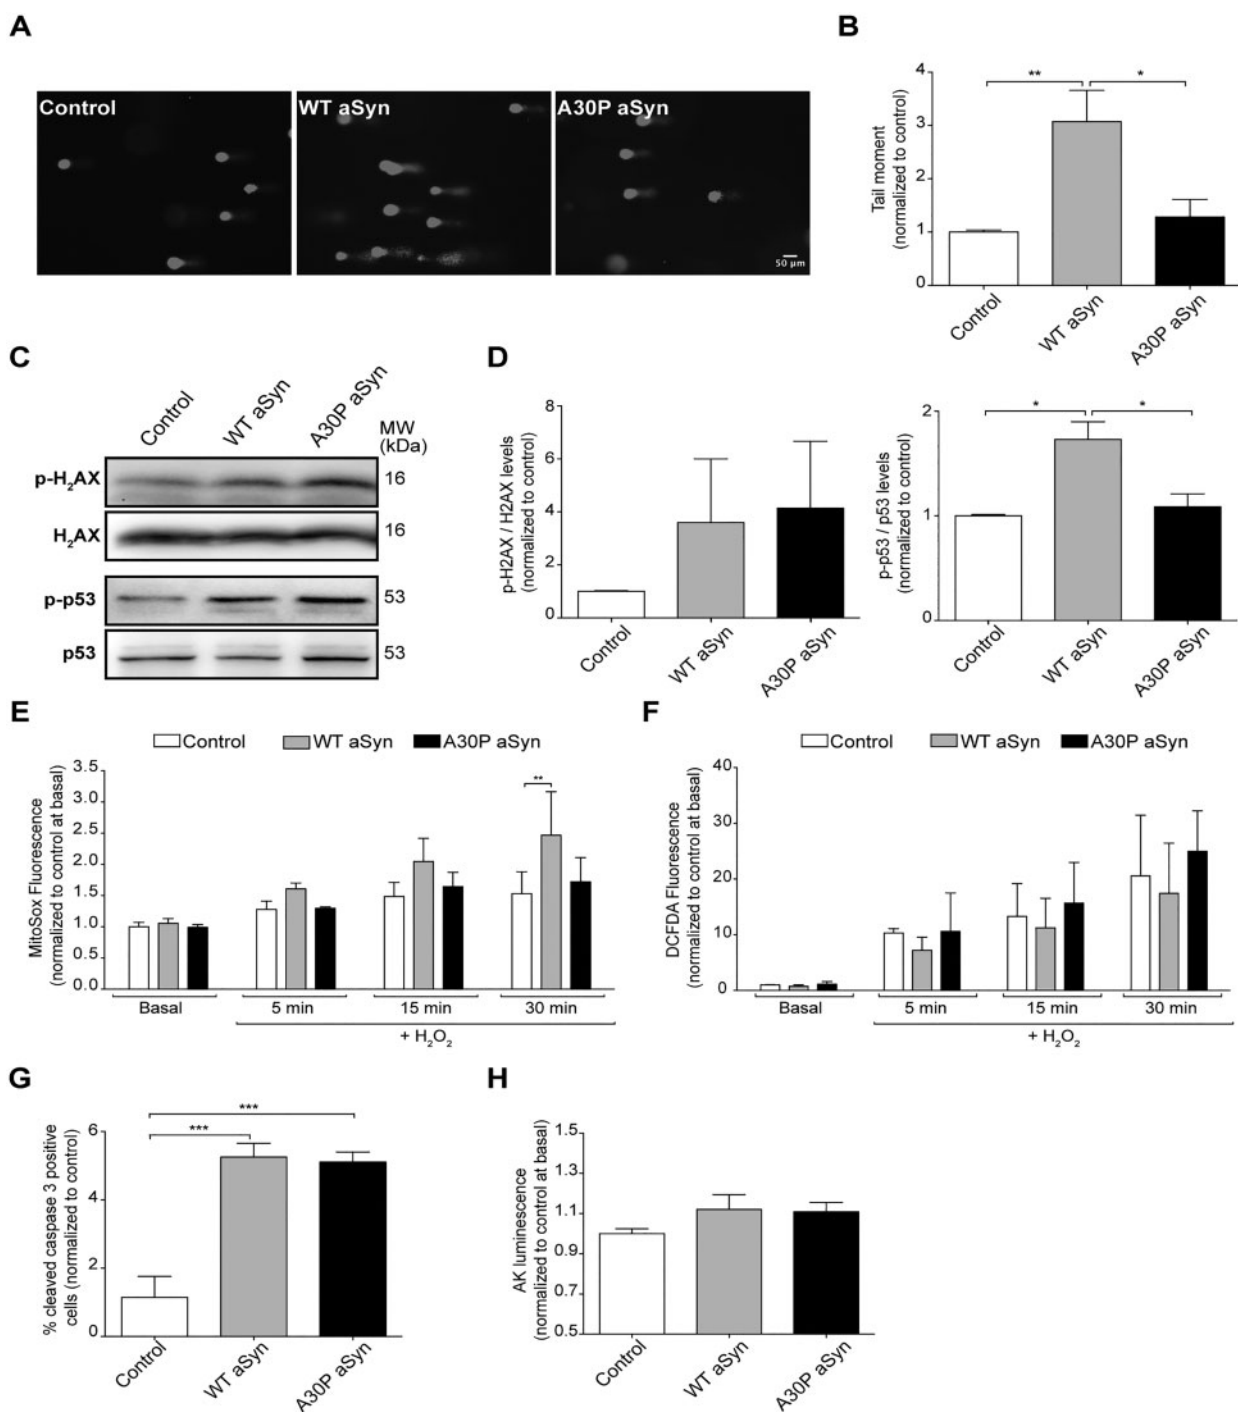 A
Control
WT aSyn
A30P aSyn
50 µm
B
Tail moment
(normalized to control)
4
3
2
1
0
**
*
Control
WT aSyn
A30P aSyn
C
Control
WT aSyn
A30P aSyn
MW
(kDa)
p-H₂AX
16
H₂AX
16
p-p53
53
p53
53
D
p-H2AX / H2AX levels
(normalized to control)
8
6
4
2
0
Control
WT aSyn
A30P aSyn
p-p53 / p53 levels
(normalized to control)
2
1
0
*
*
Control
WT aSyn
A30P aSyn
E
Control
WT aSyn
A30P aSyn
MitoSox Fluorescence
(normalized to control at basal)
3.5
3.0
2.5
2.0
1.5
1.0
0.5
0.0
**
Basal
5 min
15 min
30 min
+ H₂O₂
F
Control
WT aSyn
A30P aSyn
DCFDA Fluorescence
(normalized to control at basal)
40
30
20
10
0
Basal
5 min
15 min
30 min
+ H₂O₂
G
% cleaved caspase 3 positive
cells (normalized to control)
6
4
2
0
***
***
Control
WT aSyn
A30P aSyn
H
AK luminescence
(normalized to control at basal)
1.5
1.3
1.1
0.9
0.7
0.5
Control
WT aSyn
A30P aSyn